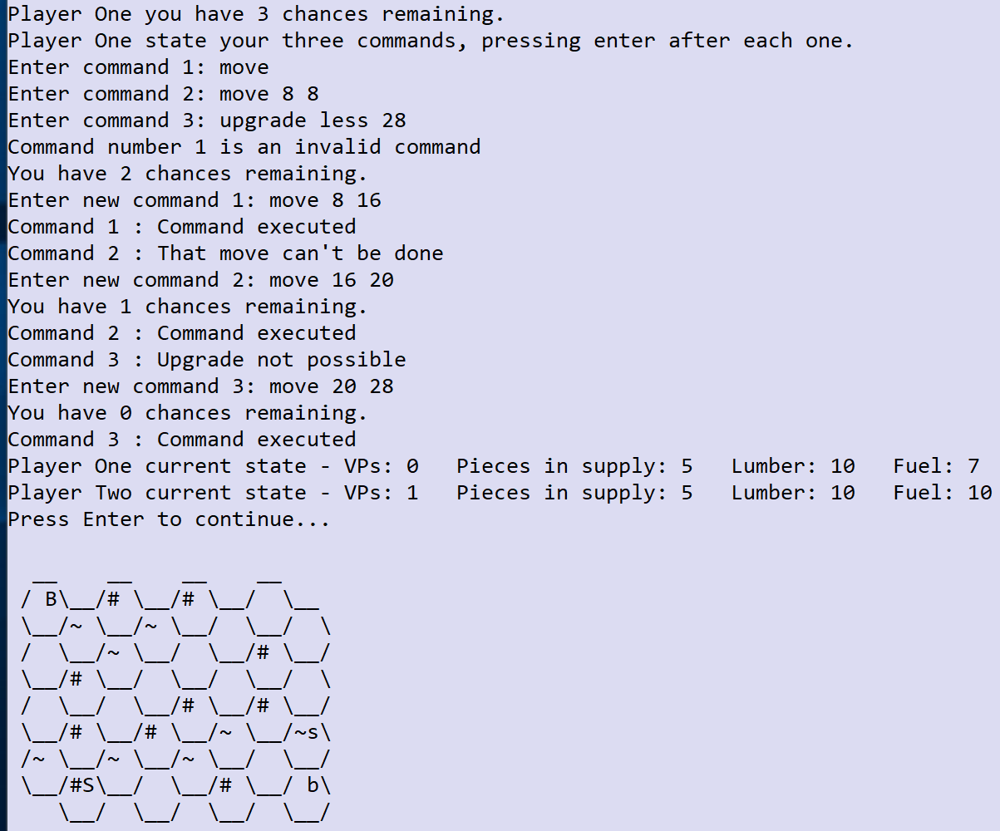 Player One you have 3 chances remaining.
Player One state your three commands, pressing enter after each one.
Enter command 1: move
Enter command 2: move 8 8
Enter command 3: upgrade less 28
Command number 1 is an invalid command
You have 2 chances remaining.
Enter new command 1: move 8 16
Command 1 : Command executed
Command 2 : That move can't be done
Enter new command 2: move 16 20
You have 1 chances remaining.
Command 2 : Command executed
Command 3 : Upgrade not possible
Enter new command 3: move 20 28
You have 0 chances remaining.
Command 3 : Command executed
Player One current state - VPs: 0   Pieces in supply: 5   Lumber: 10   Fuel: 7
Player Two current state - VPs: 1   Pieces in supply: 5   Lumber: 10   Fuel: 10
Press Enter to continue...
  __    __    __    __
 / B\__/# \__/# \__/  \__
 \__/~ \__/~ \__/  \__/  \
 /  \__/~ \__/  \__/# \__/
 \__/# \__/  \__/  \__/  \
 /  \__/  \__/# \__/# \__/
 \__/# \__/# \__/~ \__/~s\
 /~ \__/~ \__/~ \__/  \__/
 \__/#S\__/  \__/# \__/ b\
    \__/  \__/  \__/  \__/